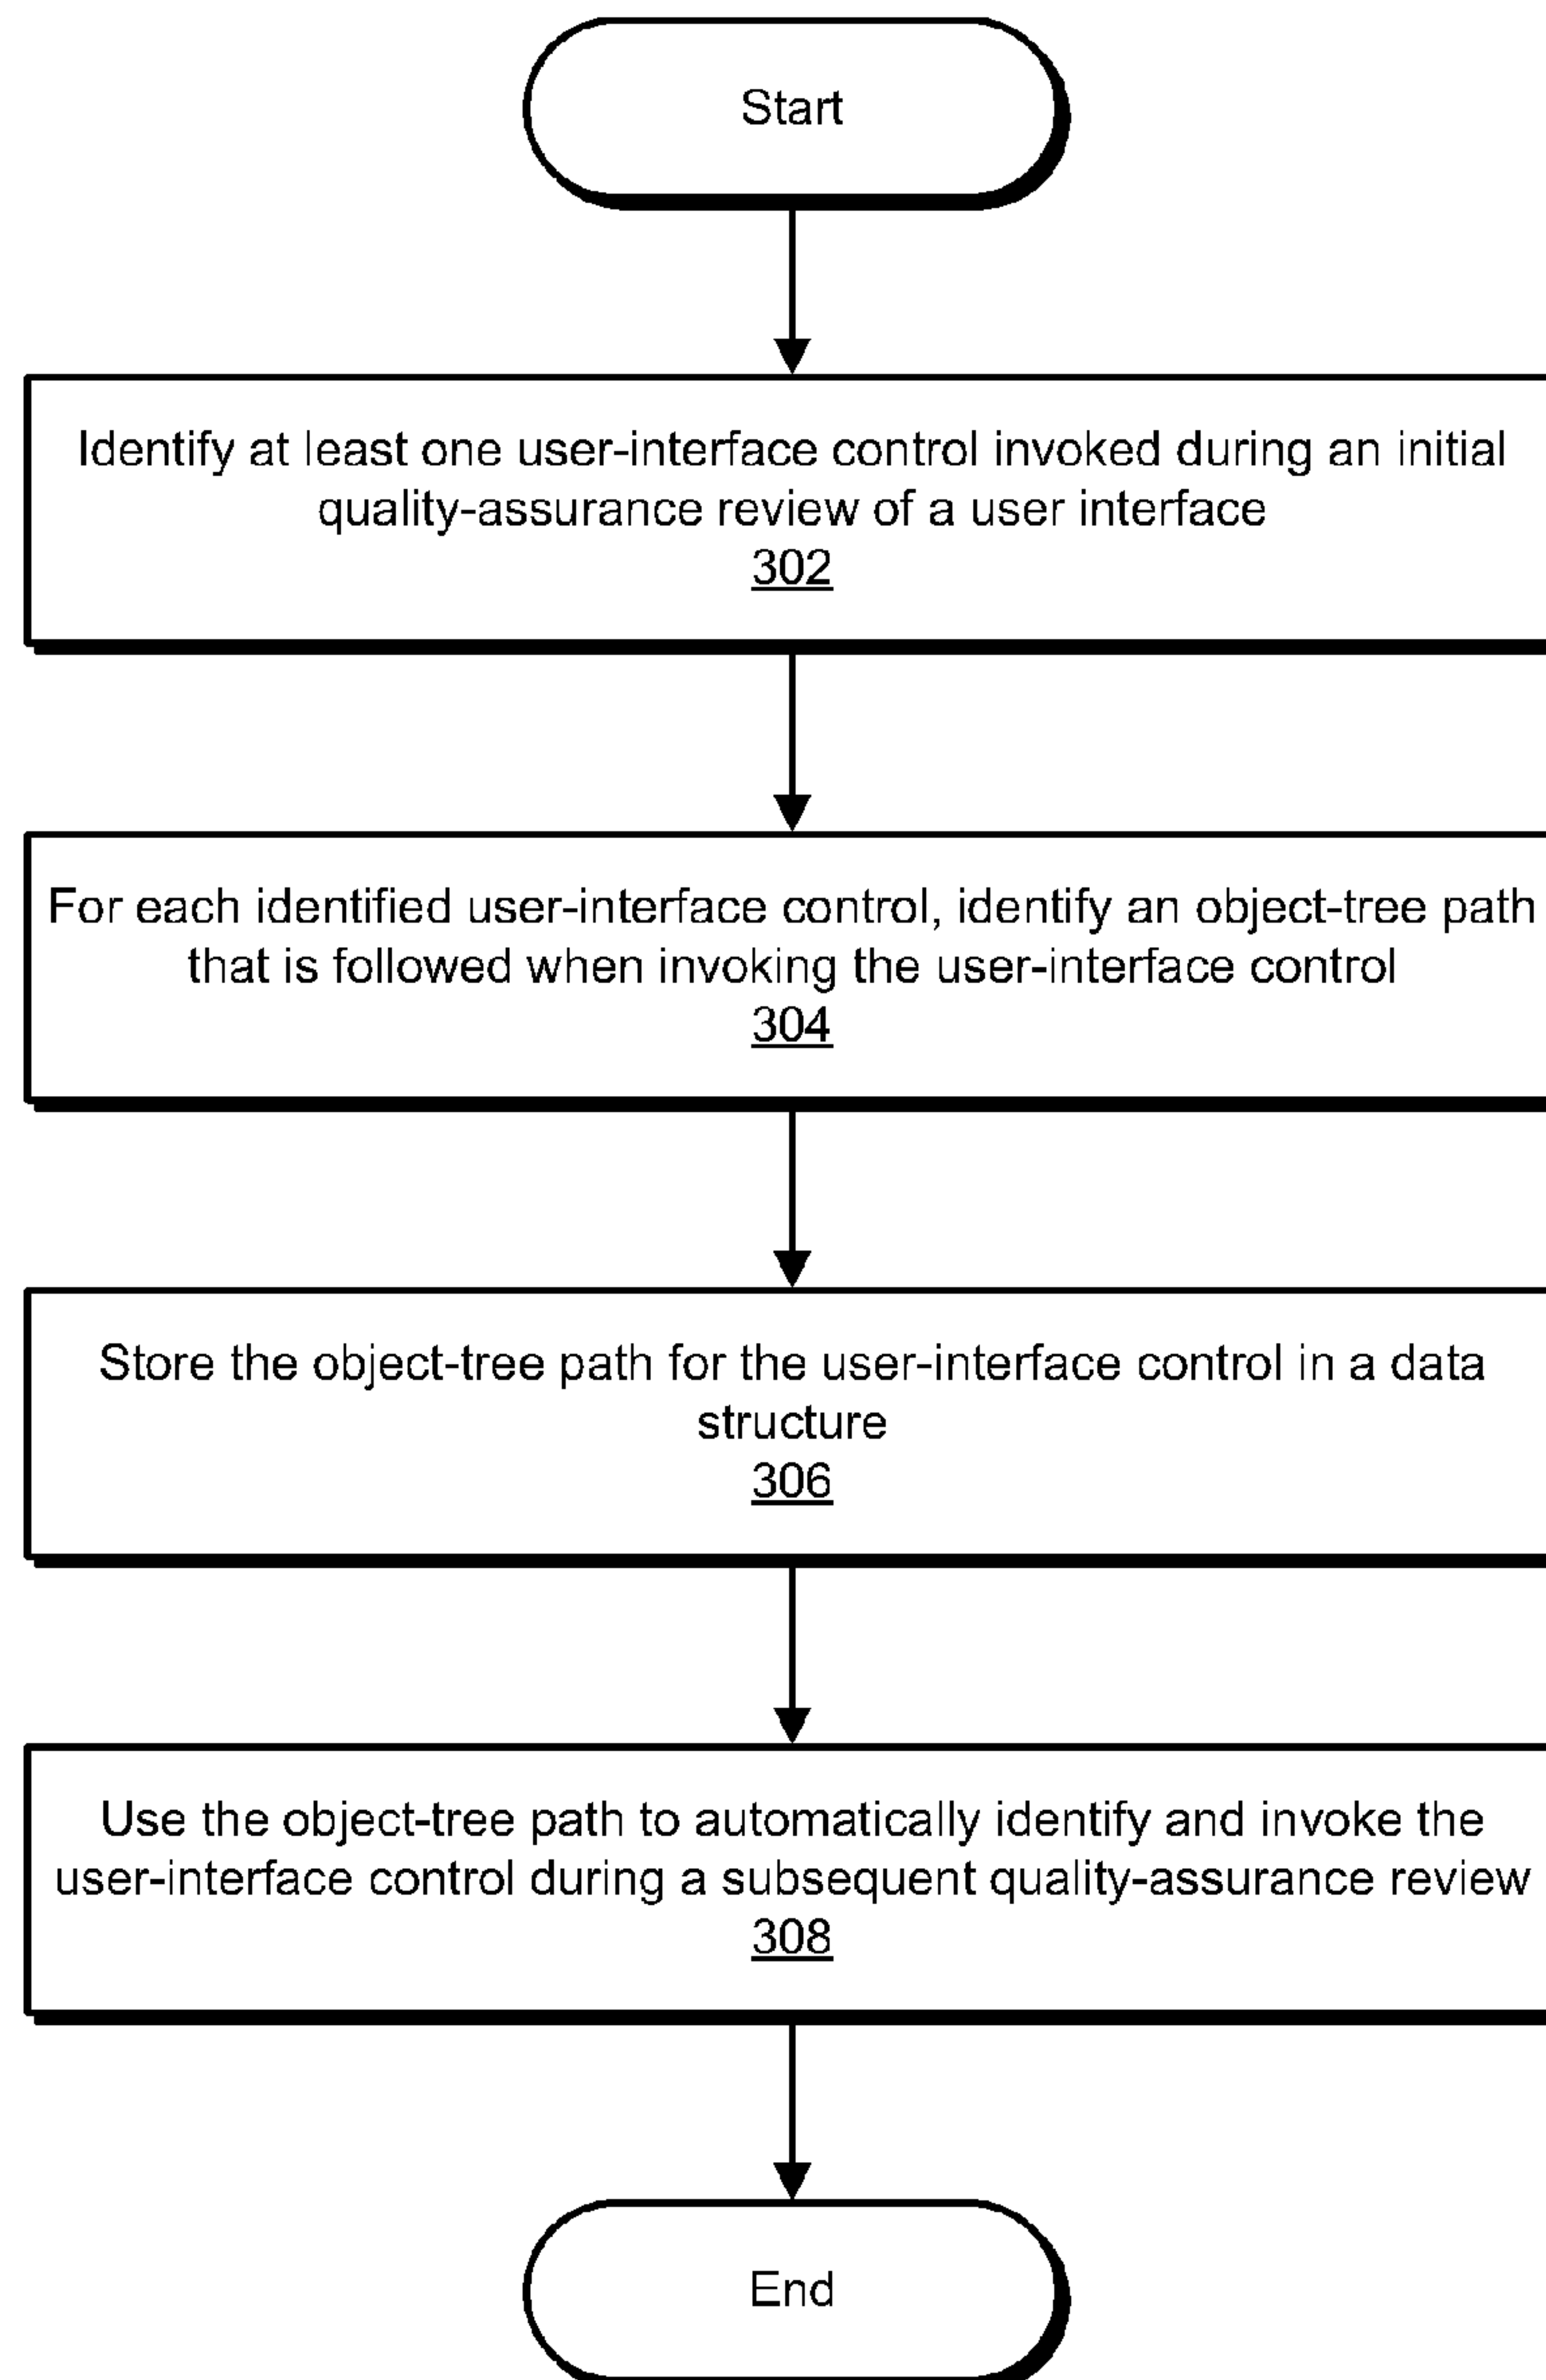 Start
Identify at least one user-interface control invoked during an initial
quality-assurance review of a user interface
302
For each identified user-interface control, identify an object-tree path
that is followed when invoking the user-interface control
304
Store the object-tree path for the user-interface control in a data
structure
306
Use the object-tree path to automatically identify and invoke the
user-interface control during a subsequent quality-assurance review
308
End